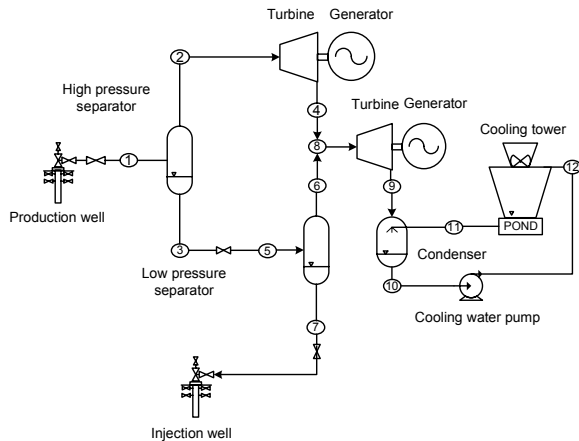 Turbine Generator
2
High pressure
separator
4
Turbine Generator
Cooling tower
1
8
12
6
9
Production well
11
POND
3
5
Condenser
Low pressure
separator
10
7
Cooling water pump
Injection well